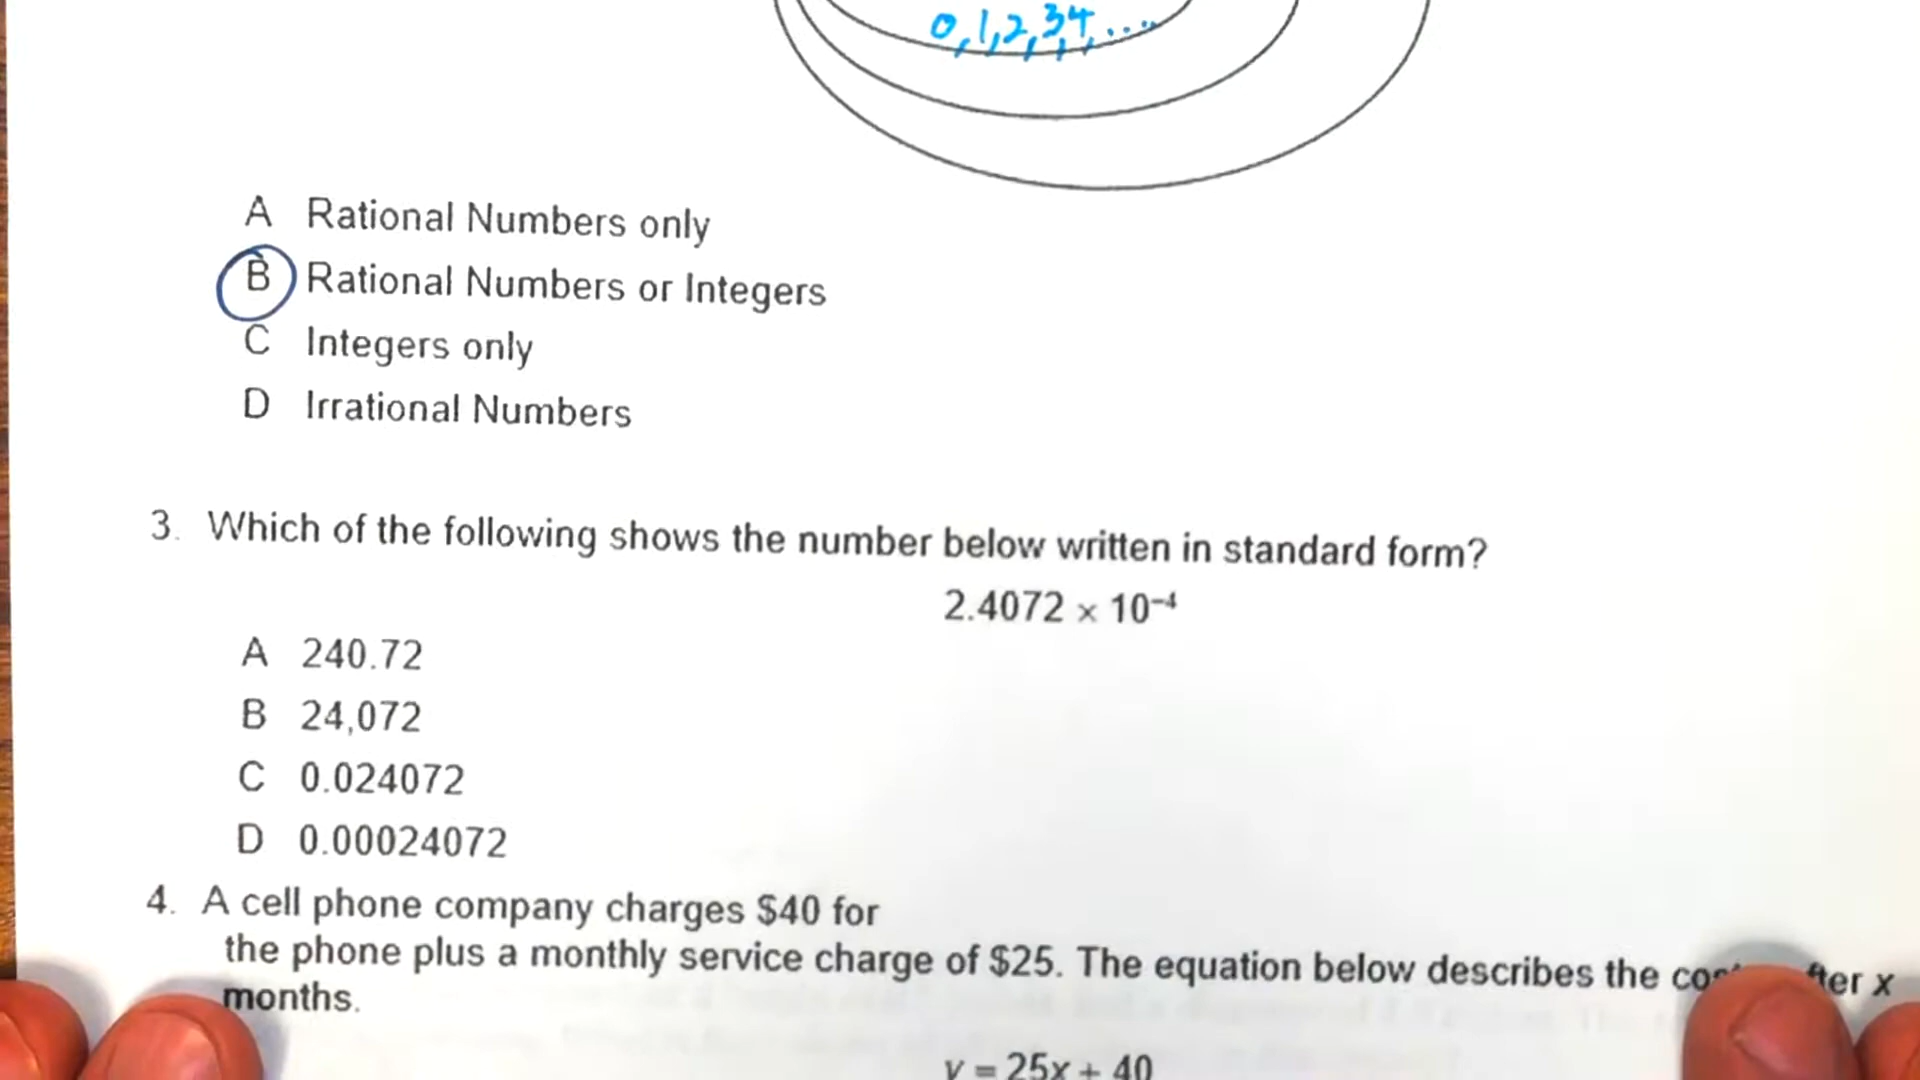 0,1,2,3,4,....
A Rational Numbers only
B Rational Numbers or Integers
C Integers only
D Irrational Numbers
3. Which of the following shows the number below written in standard form?
2.4072 × 10⁻⁴
A 240.72
B 24,072
C 0.024072
D 0.00024072
4. A cell phone company charges $40 for
the phone plus a monthly service charge of $25. The equation below describes the x
months.
y = 25x + 40